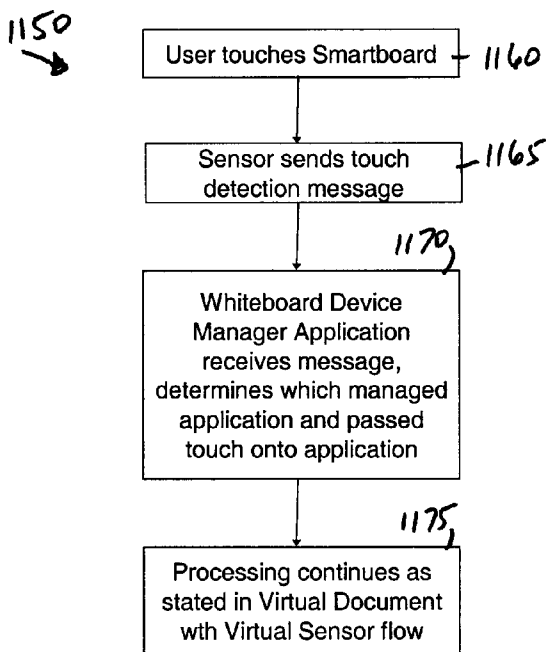 1150
User touches Smartboard
1160
Sensor sends touch
detection message
1165
1170
Whiteboard Device
Manager Application
receives message,
determines which managed
application and passed
touch onto application
1175
Processing continues as
stated in Virtual Document
wth Virtual Sensor flow